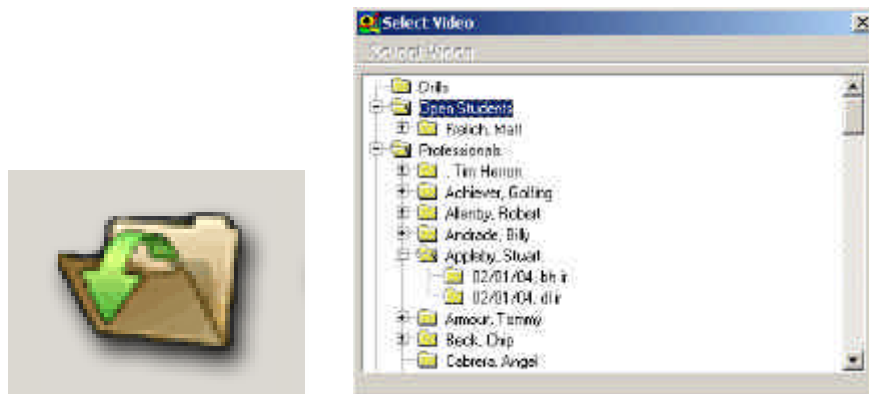 Select Video
Select Video
Drills
Open Students
Frelich, Matt
Professionals
, Tim Herron
Achiever, Golfing
Allenby, Robert
Andrade, Billy
Appleby, Stuart
02/01/04, bh ir
02/01/04, dl ir
Armour, Tommy
Beck, Chip
Cabrera, Angel